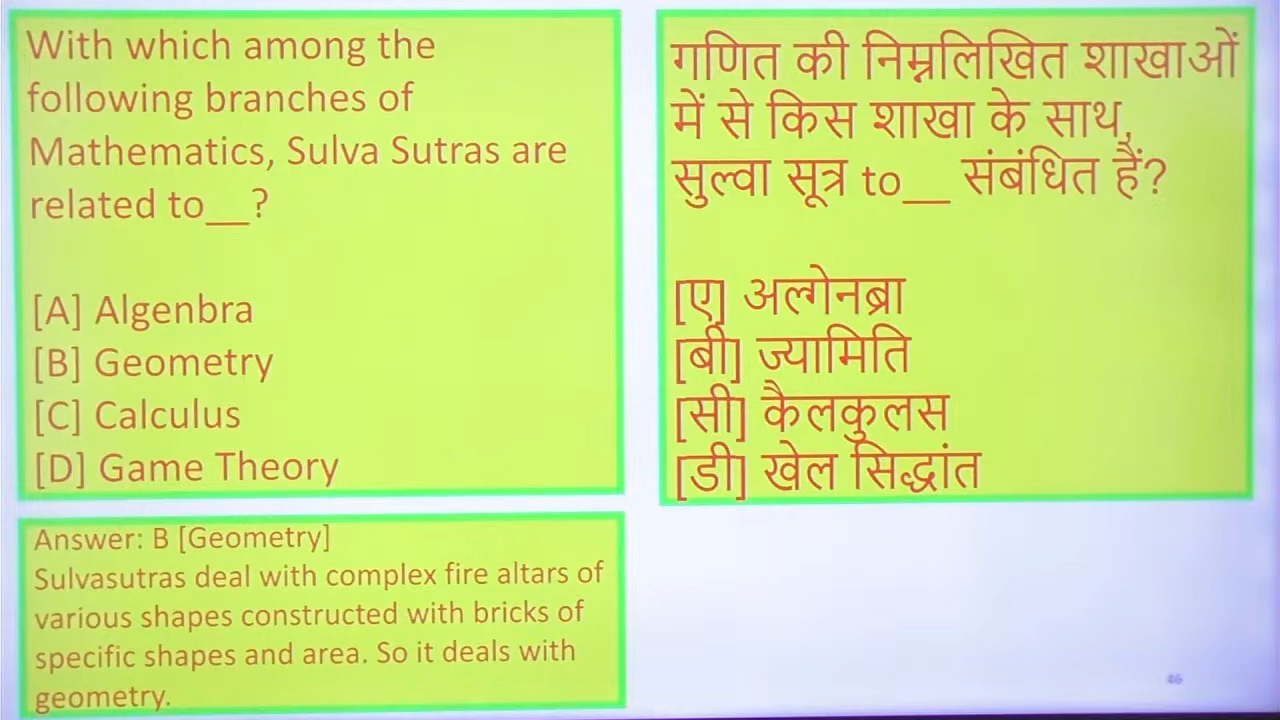 With which among the
following branches of
Mathematics, Sulva Sutras are
related to__?
[A] Algenbra
[B] Geometry
[C] Calculus
[D] Game Theory
Answer: B [Geometry]
Sulvasutras deal with complex fire altars of
various shapes constructed with bricks of
specific shapes and area. So it deals with
geometry.
गणित की निम्नलिखित शाखाओं
में से किस शाखा के साथ,
सुल्वा सूत्र to__ संबंधित हैं?
[ए] अल्गेनब्रा
[बी] ज्यामिति
[सी] कैलकुलस
[डी] खेल सिद्धांत
46